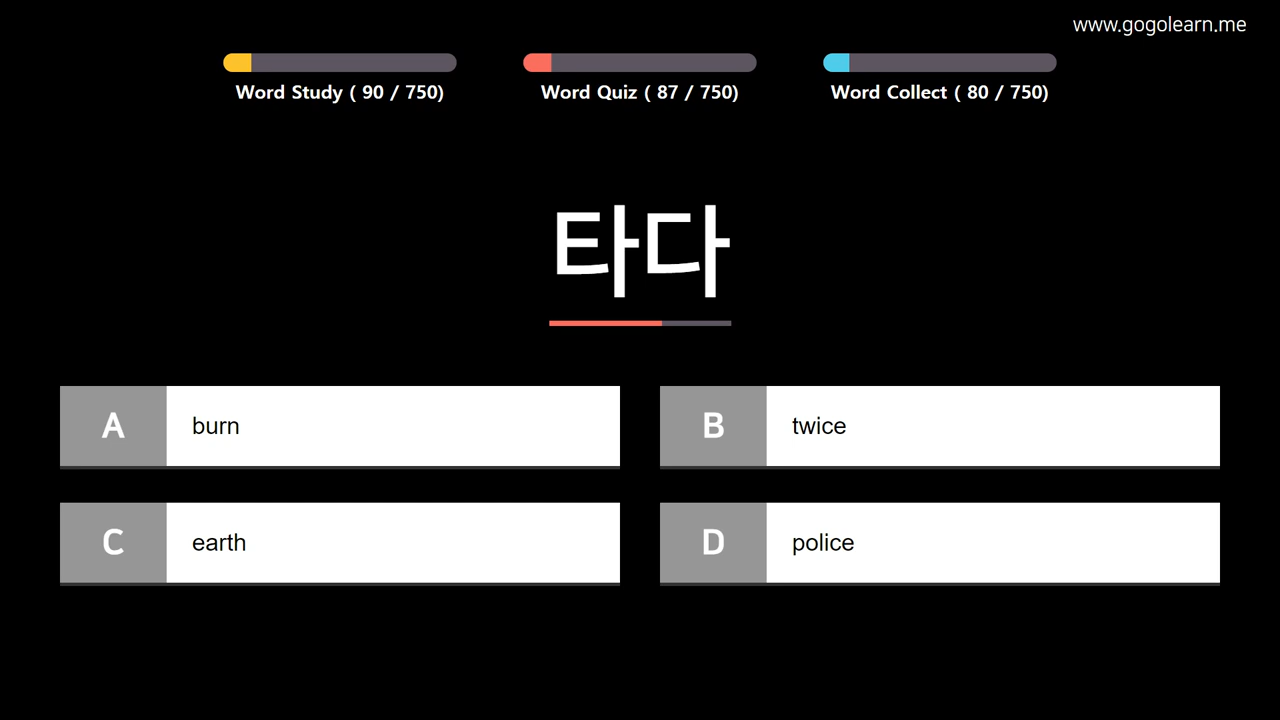 www.gogolearn.me
Word Study ( 90 / 750)
Word Quiz ( 87 / 750)
Word Collect ( 80 / 750)
타다
A burn
B twice
C earth
D police